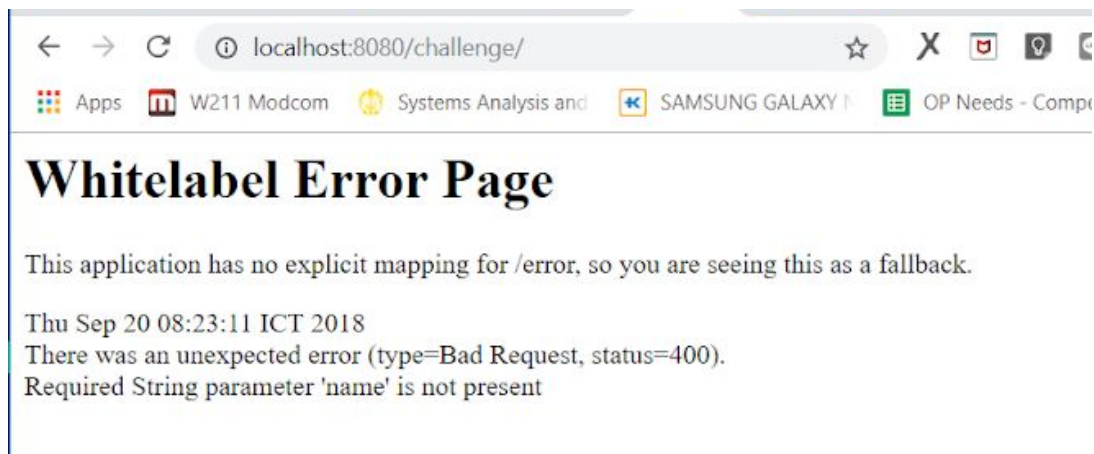 localhost:8080/challenge/
Apps W211 Modcom Systems Analysis and SAMSUNG GALAXY OP Needs - Compe
Whitelabel Error Page
This application has no explicit mapping for /error, so you are seeing this as a fallback.
Thu Sep 20 08:23:11 ICT 2018
There was an unexpected error (type=Bad Request, status=400).
Required String parameter 'name' is not present